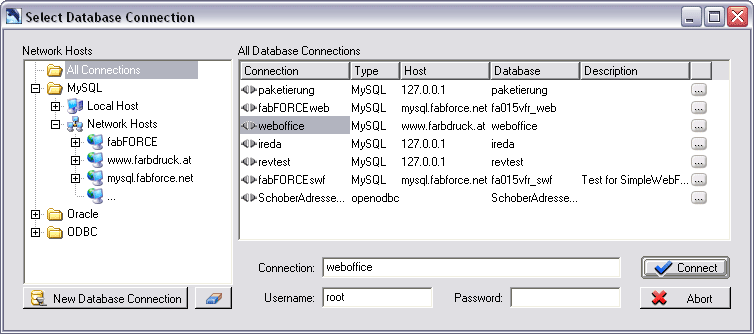 Select Database Connection
Network Hosts
All Connections
MySQL
Local Host
Network Hosts
fabFORCE
www.farbdruck.at
mysql.fabforce.net
...
Oracle
ODBC
New Database Connection
All Database Connections
Connection Type Host Database Description
paketierung MySQL 127.0.0.1 paketierung ...
fabFORCEweb MySQL mysql.fabforce.net fa015vfr_web ...
weboffice MySQL www.farbdruck.at weboffice ...
ireda MySQL 127.0.0.1 ireda ...
revtest MySQL 127.0.0.1 revtest ...
fabFORCEswf MySQL mysql.fabforce.net fa015vfr_swf Test for SimpleWebF... ...
SchoberAdresse... openodbc SchoberAdresse... ...
Connection: weboffice Connect
Username: root Password: Abort